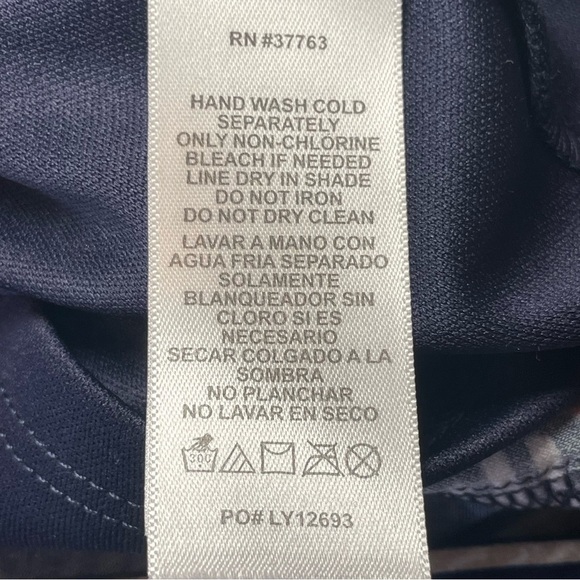 RN #37763
HAND WASH COLD
SEPARATELY
ONLY NON-CHLORINE
BLEACH IF NEEDED
LINE DRY IN SHADE
DO NOT IRON
DO NOT DRY CLEAN
LAVAR A MANO CON
AGUA FRIA SEPARADO
SOLAMENTE
BLANQUEADOR SIN
CLORO SI ES
NECESARIO
SECAR COLGADO A LA
SOMBRA
NO PLANCHAR
NO LAVAR EN SECO
PO# LY12693